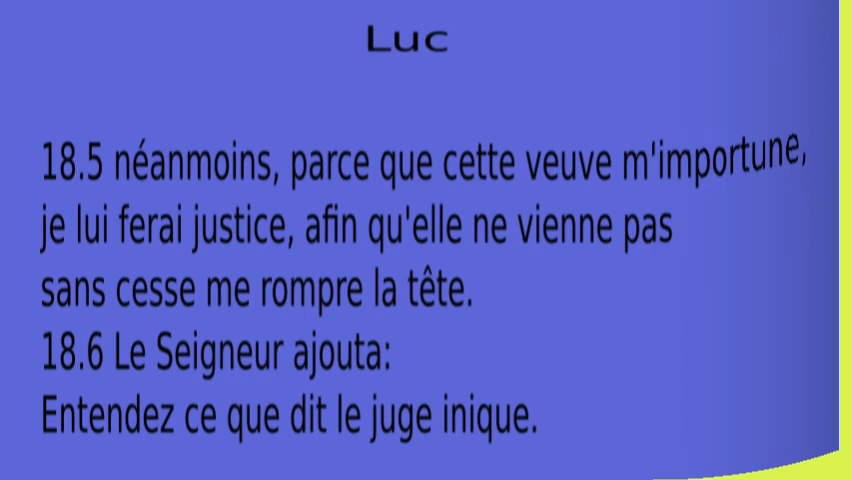 Luc
18.5 néanmoins, parce que cette veuve m'importune,
je lui ferai justice, afin qu'elle ne vienne pas
sans cesse me rompre la tête.
18.6 Le Seigneur ajouta:
Entendez ce que dit le juge inique.